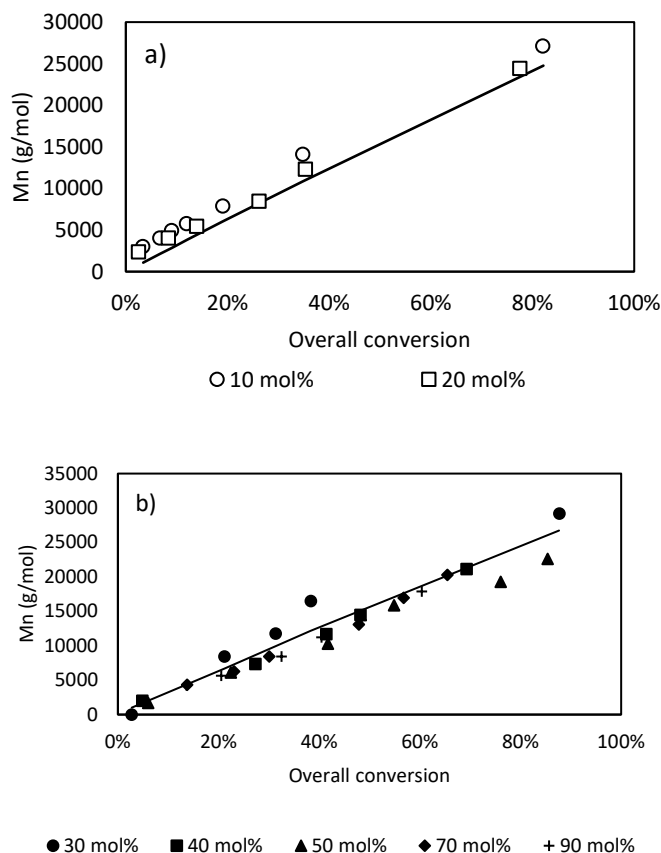 a)
Mn (g/mol)
30000
25000
20000
15000
10000
5000
0
0% 20% 40% 60% 80% 100%
Overall conversion
10 mol% 20 mol%
b)
Mn (g/mol)
35000
30000
25000
20000
15000
10000
5000
0
0% 20% 40% 60% 80% 100%
Overall conversion
30 mol% 40 mol% 50 mol% 70 mol% 90 mol%